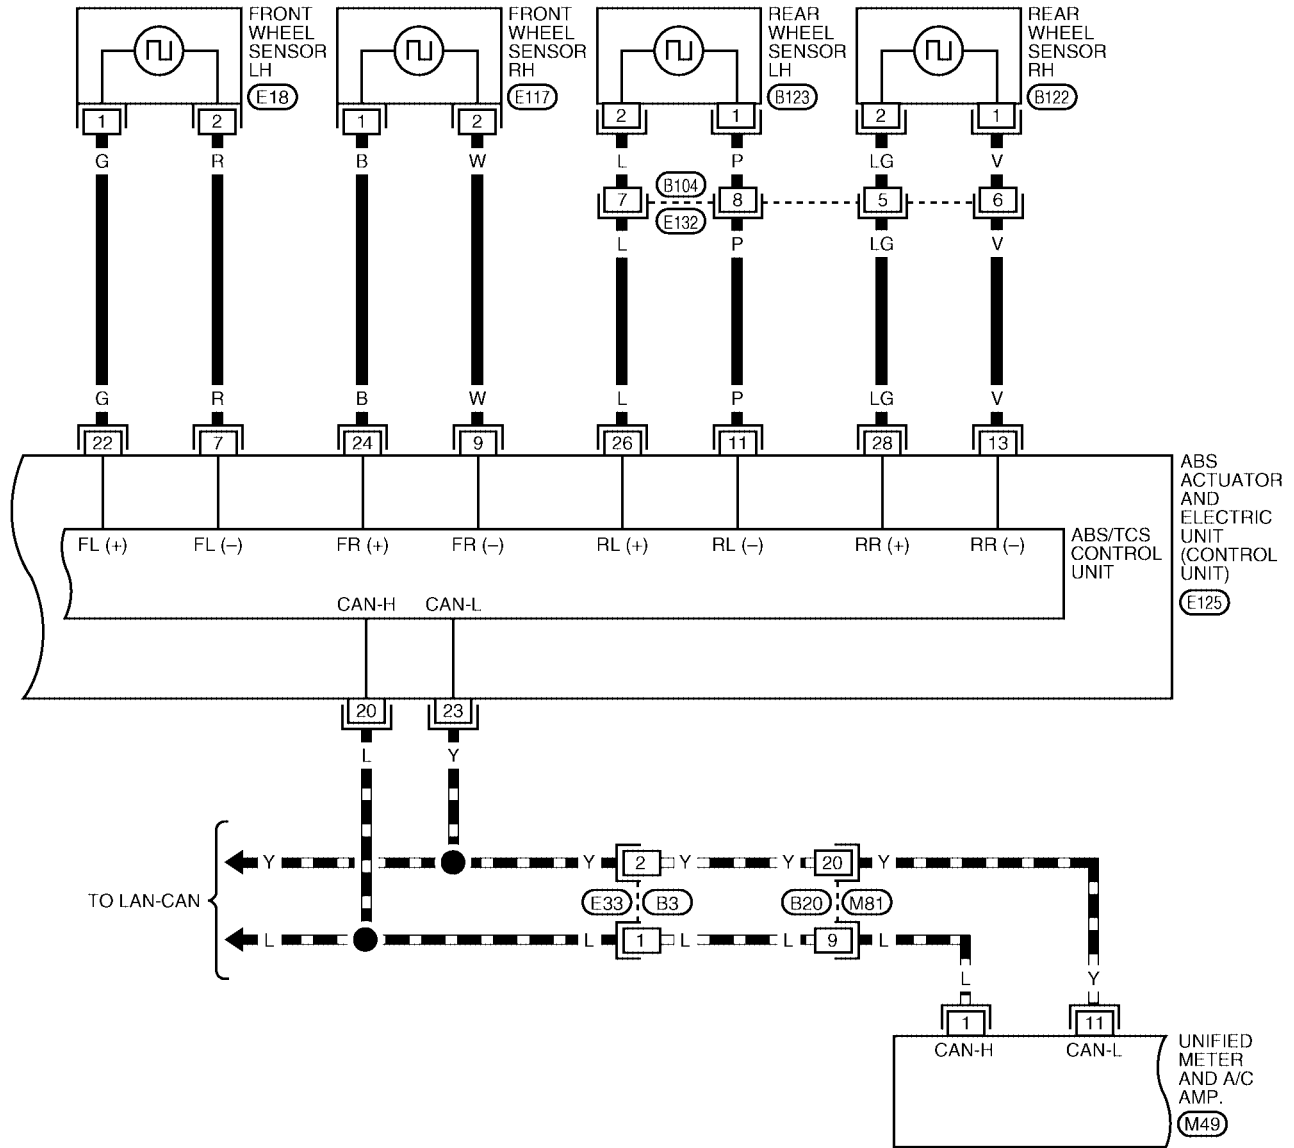 FRONT
WHEEL
SENSOR
LH
E18
FRONT
WHEEL
SENSOR
RH
E117
REAR
WHEEL
SENSOR
LH
B123
REAR
WHEEL
SENSOR
RH
B122
1 2 1 2 2 1 2 1
G R B W L P LG V
B104
7 8 5 6
E132
L P LG V
G R B W L P LG V
22 7 24 9 26 11 28 13
ABS
ACTUATOR
AND
ELECTRIC
UNIT
(CONTROL
UNIT)
E125
FL (+) FL (–) FR (+) FR (–) RL (+) RL (–) RR (+) RR (–)
ABS/TCS
CONTROL
UNIT
CAN-H CAN-L
20 23
L Y
Y Y 2 Y Y 20 Y
TO LAN-CAN
E33 B3 B20 M81
L L 1 L L 9 L
L Y
1 11
CAN-H CAN-L
UNIFIED
METER
AND A/C
AMP.
M49